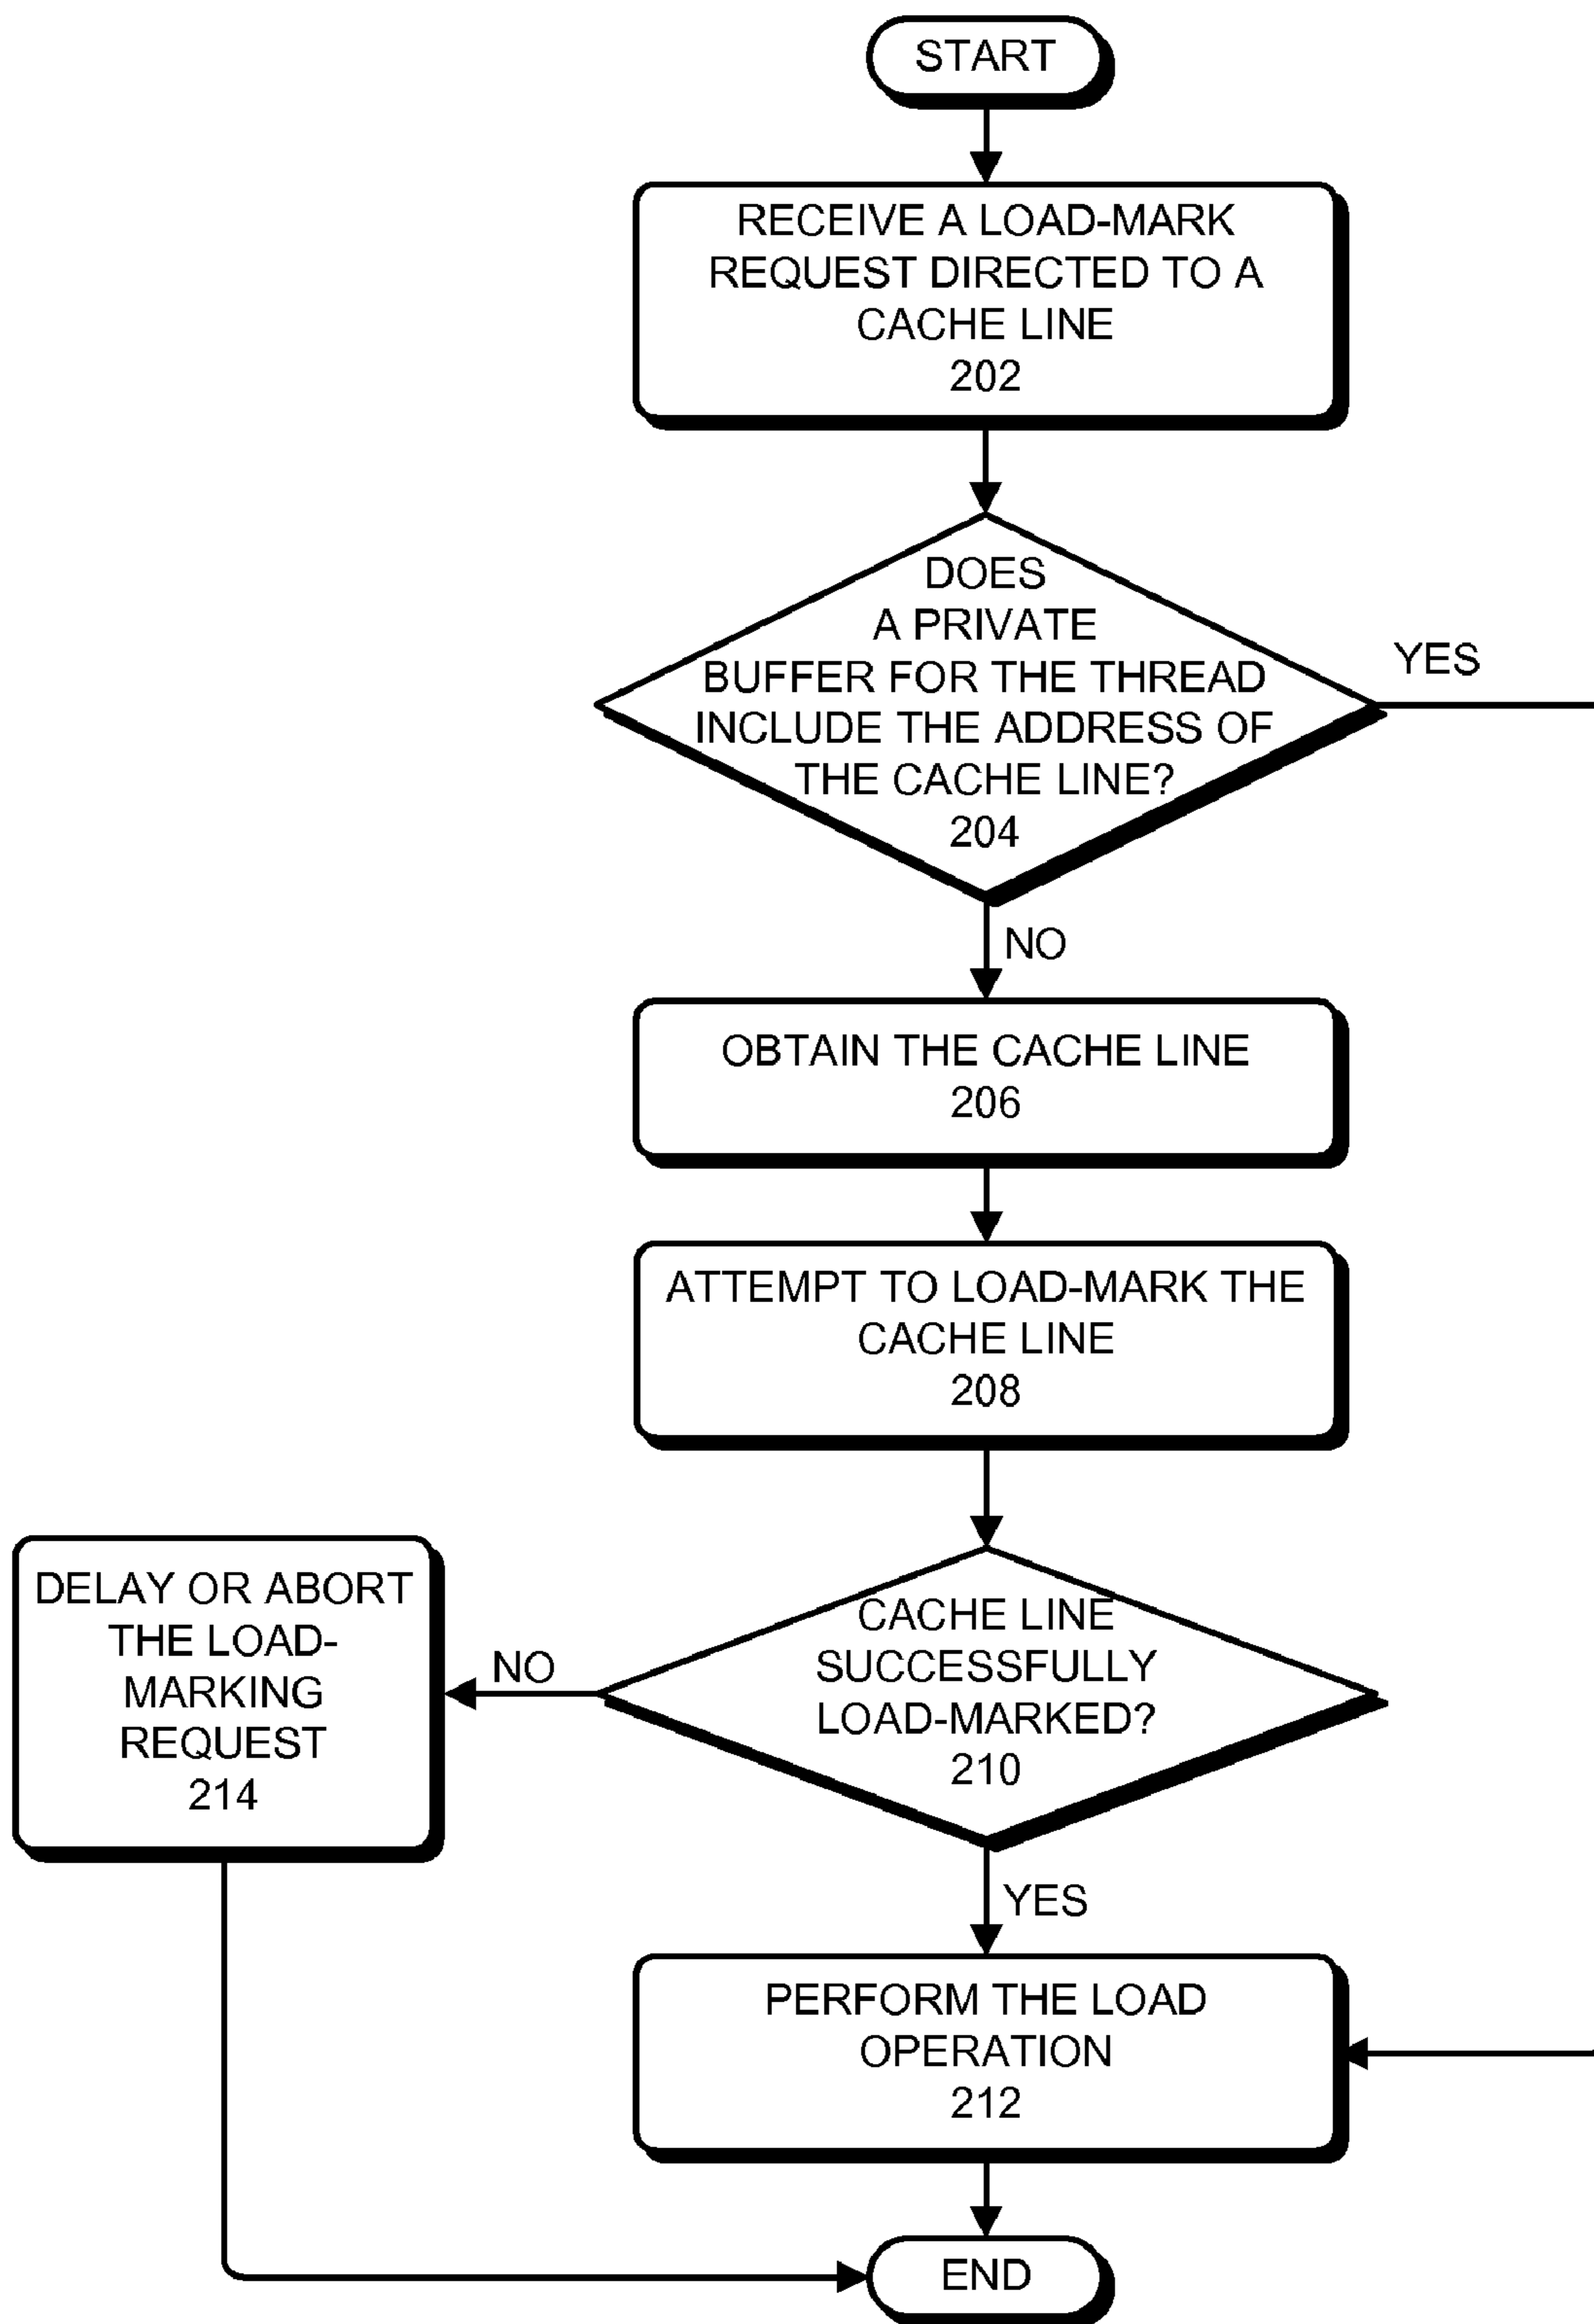 START
RECEIVE A LOAD-MARK
REQUEST DIRECTED TO A
CACHE LINE
202
DOES
A PRIVATE
BUFFER FOR THE THREAD
INCLUDE THE ADDRESS OF
THE CACHE LINE?
204
YES
NO
OBTAIN THE CACHE LINE
206
ATTEMPT TO LOAD-MARK THE
CACHE LINE
208
CACHE LINE
SUCCESSFULLY
LOAD-MARKED?
210
NO
DELAY OR ABORT
THE LOAD-
MARKING
REQUEST
214
YES
PERFORM THE LOAD
OPERATION
212
END